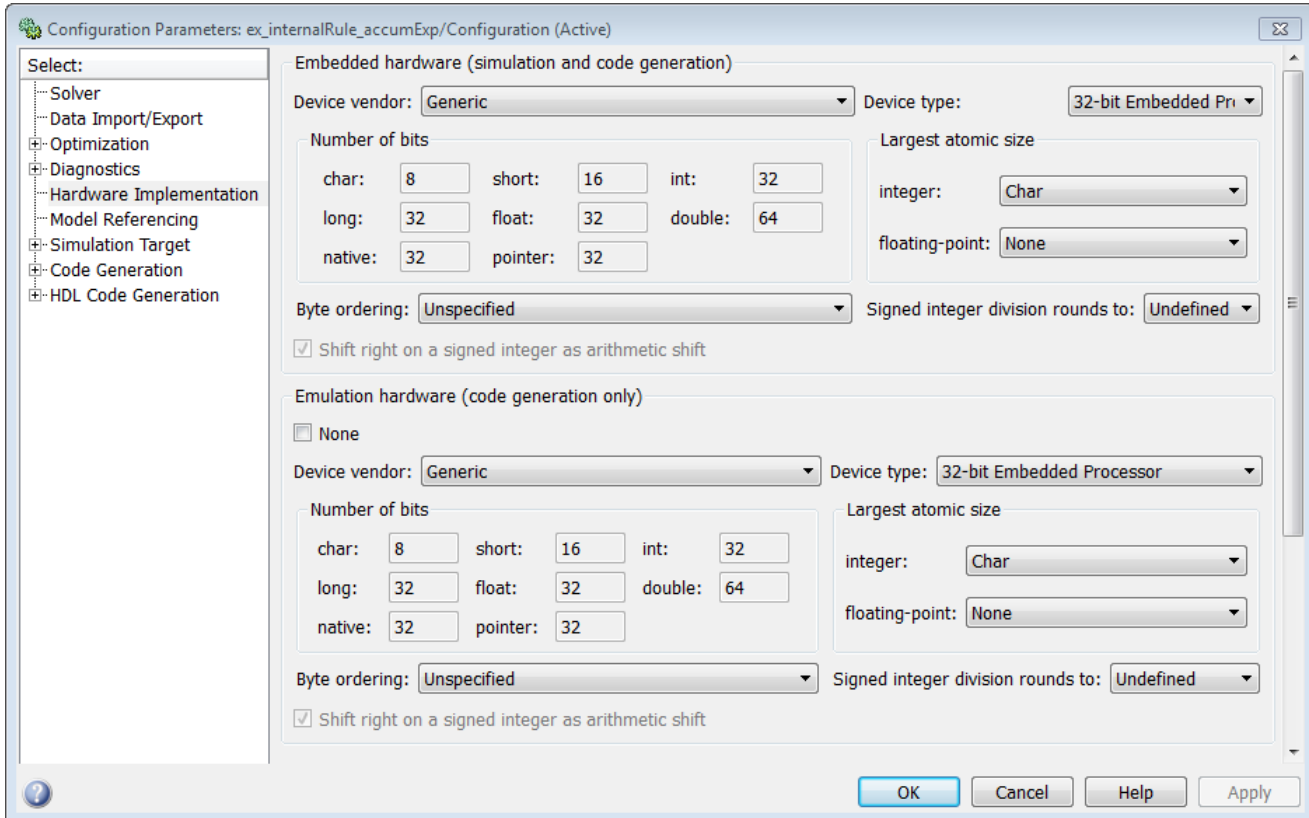 Configuration Parameters: ex_internalRule_accumExp/Configuration (Active)
Select:
Solver
Data Import/Export
Optimization
Diagnostics
Hardware Implementation
Model Referencing
Simulation Target
Code Generation
HDL Code Generation
Embedded hardware (simulation and code generation)
Device vendor: Generic Device type: 32-bit Embedded Pr
Number of bits Largest atomic size
char: 8 short: 16 int: 32
integer: Char
long: 32 float: 32 double: 64
floating-point: None
native: 32 pointer: 32
Byte ordering: Unspecified Signed integer division rounds to: Undefined
Shift right on a signed integer as arithmetic shift
Emulation hardware (code generation only)
None
Device vendor: Generic Device type: 32-bit Embedded Processor
Number of bits Largest atomic size
char: 8 short: 16 int: 32
integer: Char
long: 32 float: 32 double: 64
floating-point: None
native: 32 pointer: 32
Byte ordering: Unspecified Signed integer division rounds to: Undefined
Shift right on a signed integer as arithmetic shift
OK Cancel Help Apply